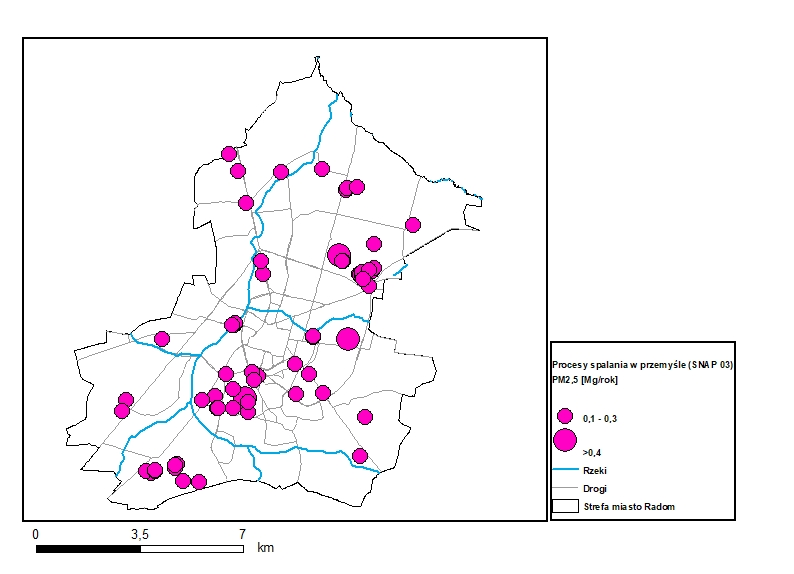 Procesy spalania w przemyśle (SNAP 03)
PM2,5 [Mg/rok]
0,1 - 0,3
>0,4
Rzeki
Drogi
Strefa miasto Radom
0 3,5 7
km